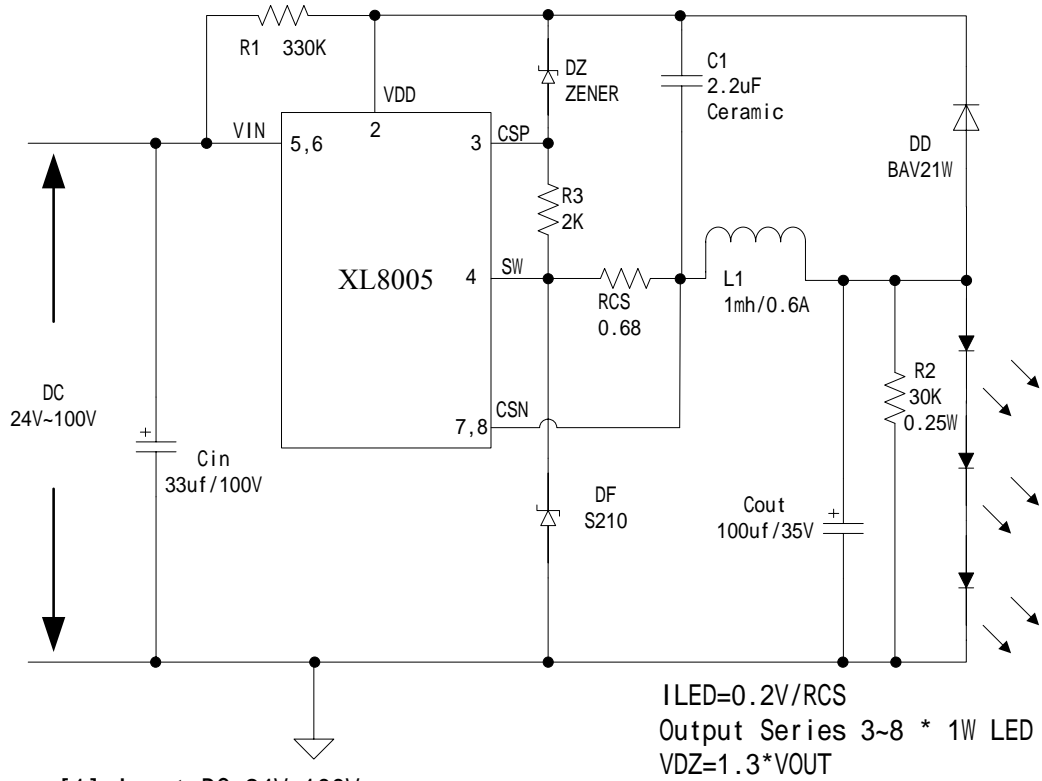 R1 330K
DZ
ZENER
C1
2.2uF
Ceramic
VDD
VIN
5,6
2
3
CSP
DD
BAV21W
R3
2K
XL8005
4
SW
RCS
0.68
L1
1mh/0.6A
DC
24V~100V
R2
30K
0.25W
7,8
CSN
+
Cin
33uf/100V
DF
S210
Cout
100uf/35V
+
ILED=0.2V/RCS
Output Series 3~8 * 1W LED
VDZ=1.3*VOUT